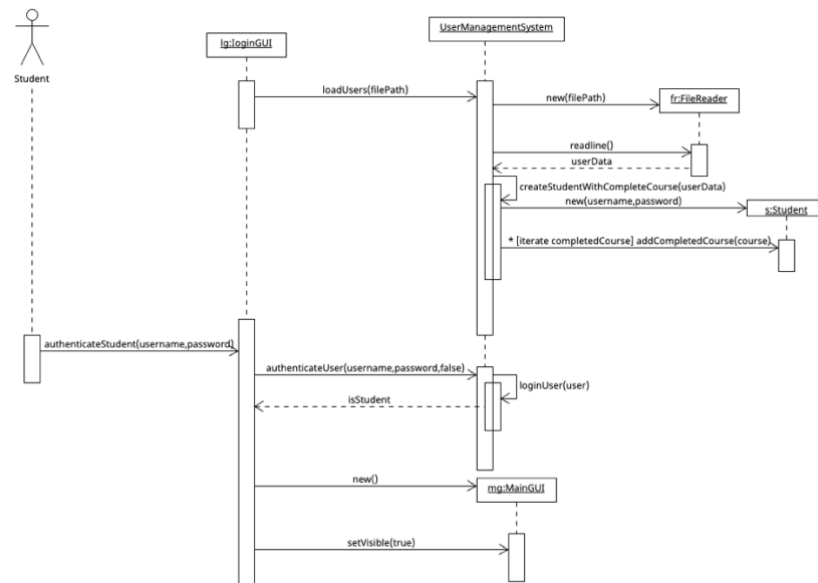 UserManagementSystem
lg:loginGUI
Student
loadUsers(filePath)
new(filePath)
fr:FileReader
readline()
userData
createStudentWithCompleteCourse(userData)
new(username,password)
s:Student
* [iterate completedCourse] addCompletedCourse(course)
authenticateStudent(username,password)
authenticateUser(username,password,false)
loginUser(user)
isStudent
new()
mg:MainGUI
setVisible(true)